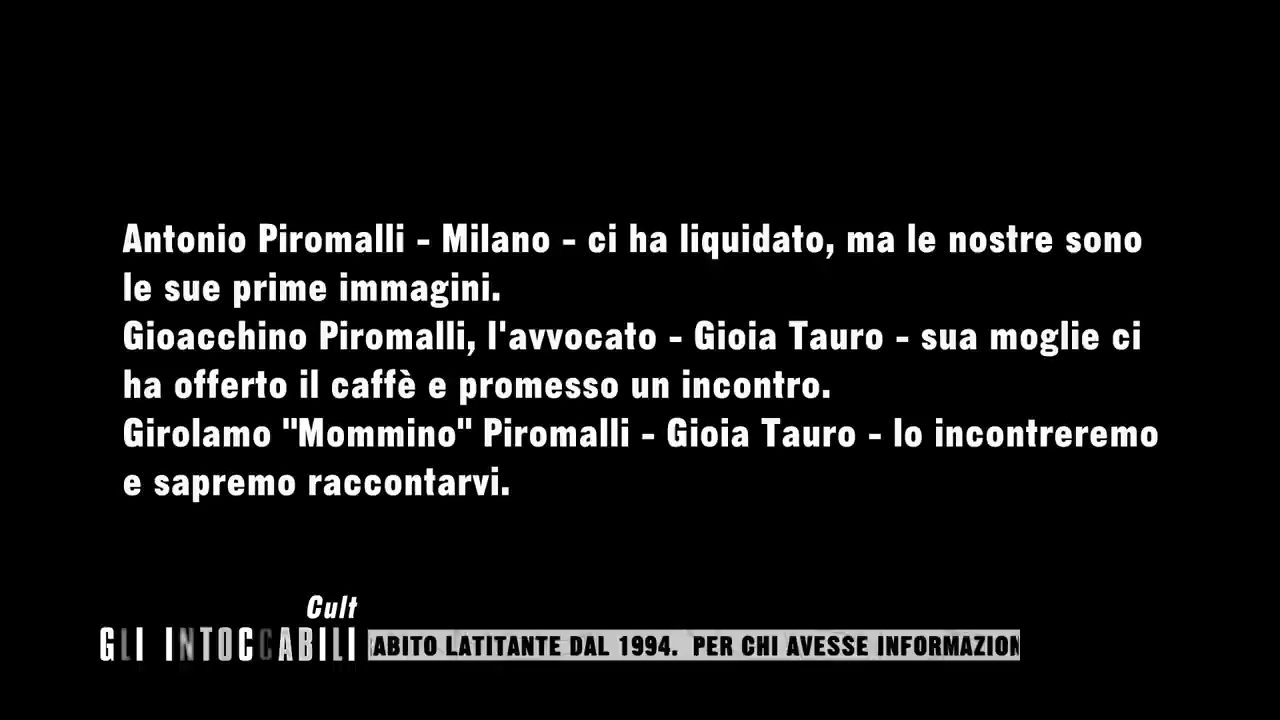 Antonio Piromalli - Milano - ci ha liquidato, ma le nostre sono
le sue prime immagini.
Gioacchino Piromalli, l'avvocato - Gioia Tauro - sua moglie ci
ha offerto il caffè e promesso un incontro.
Girolamo "Mommino" Piromalli - Gioia Tauro - lo incontreremo
e sapremo raccontarvi.
Cult
GLI INTOCCABILI
ABITO LATITANTE DAL 1994. PER CHI AVESSE INFORMAZION